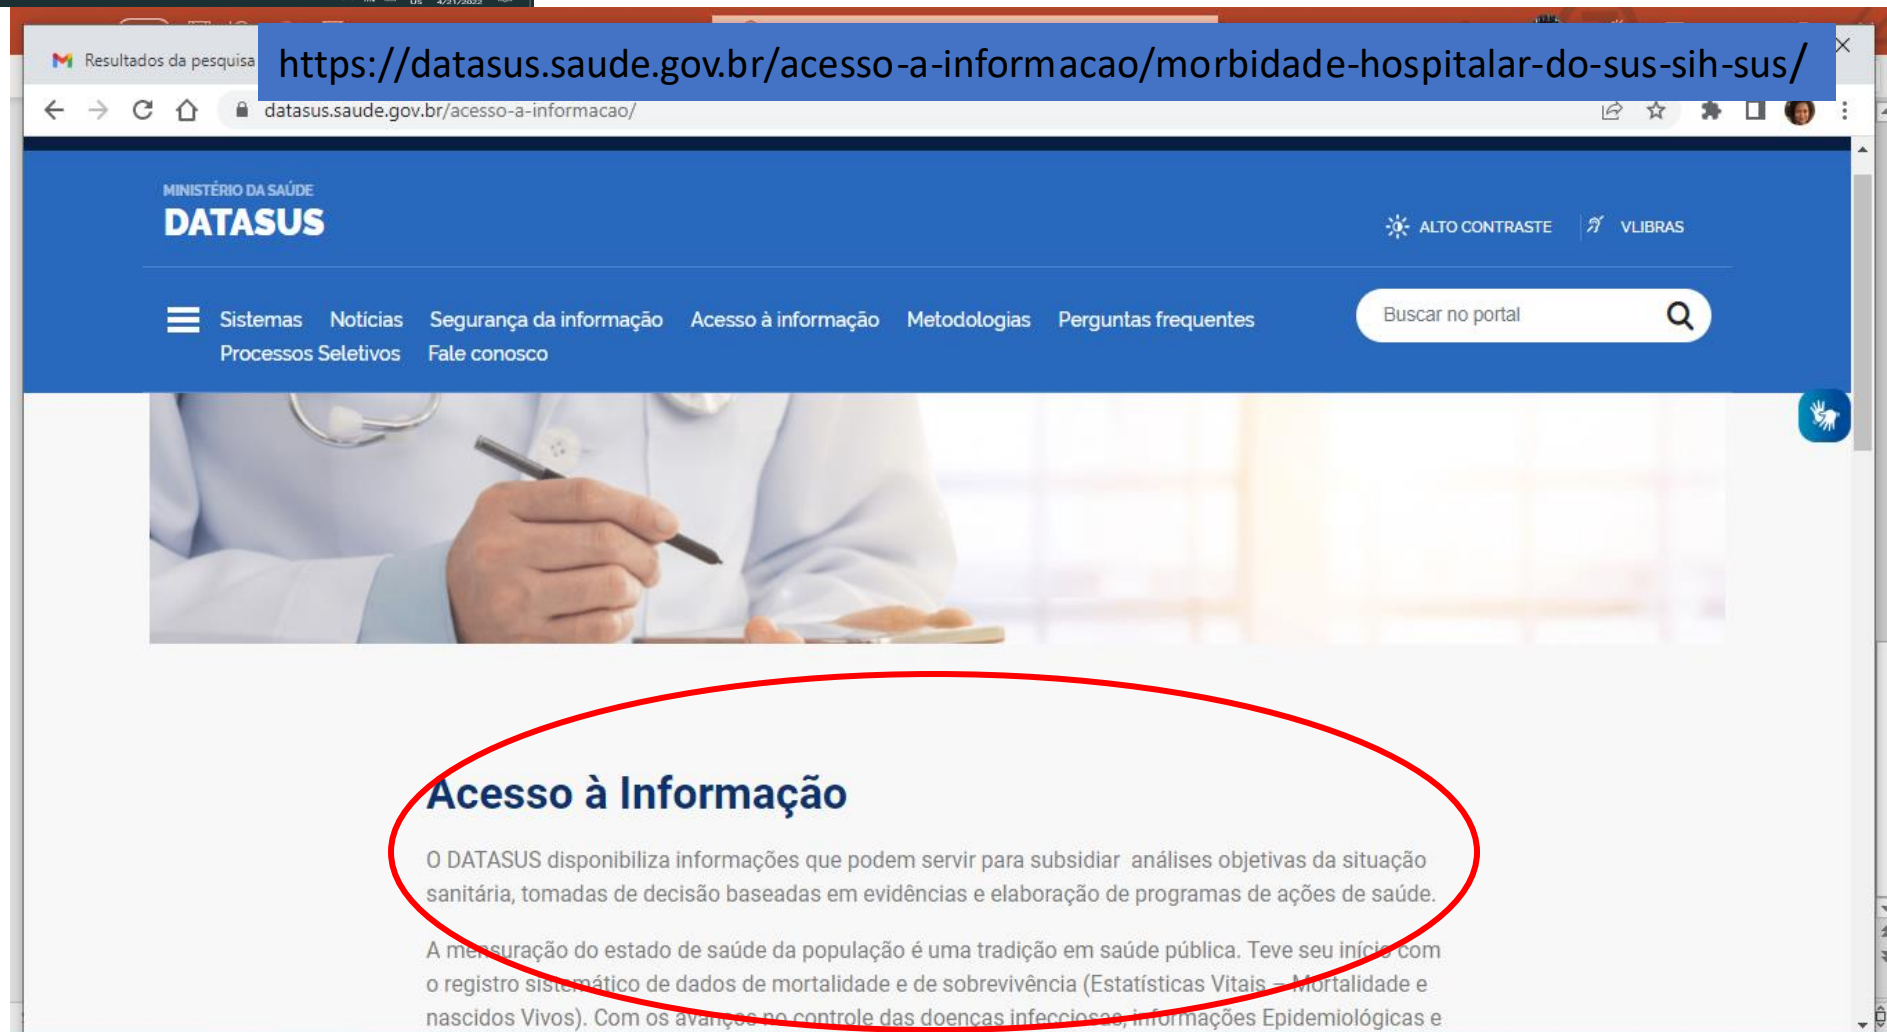 US 4/21/2022
Resultados da pesquisa
https://datasus.saude.gov.br/acesso-a-informacao/morbidade-hospitalar-do-sus-sih-sus/
datasus.saude.gov.br/acesso-a-informacao/
MINISTÉRIO DA SAÚDE
DATASUS
ALTO CONTRASTE
VLIBRAS
Sistemas Notícias Segurança da informação Acesso à informação Metodologias Perguntas frequentes
Processos Seletivos Fale conosco
Buscar no portal
Acesso à Informação
O DATASUS disponibiliza informações que podem servir para subsidiar análises objetivas da situação
sanitária, tomadas de decisão baseadas em evidências e elaboração de programas de ações de saúde.
A mensuração do estado de saúde da população é uma tradição em saúde pública. Teve seu início com
o registro sistemático de dados de mortalidade e de sobrevivência (Estatísticas Vitais – Mortalidade e
nascidos Vivos). Com os avanços no controle das doenças infecciosas, informações Epidemiológicas e